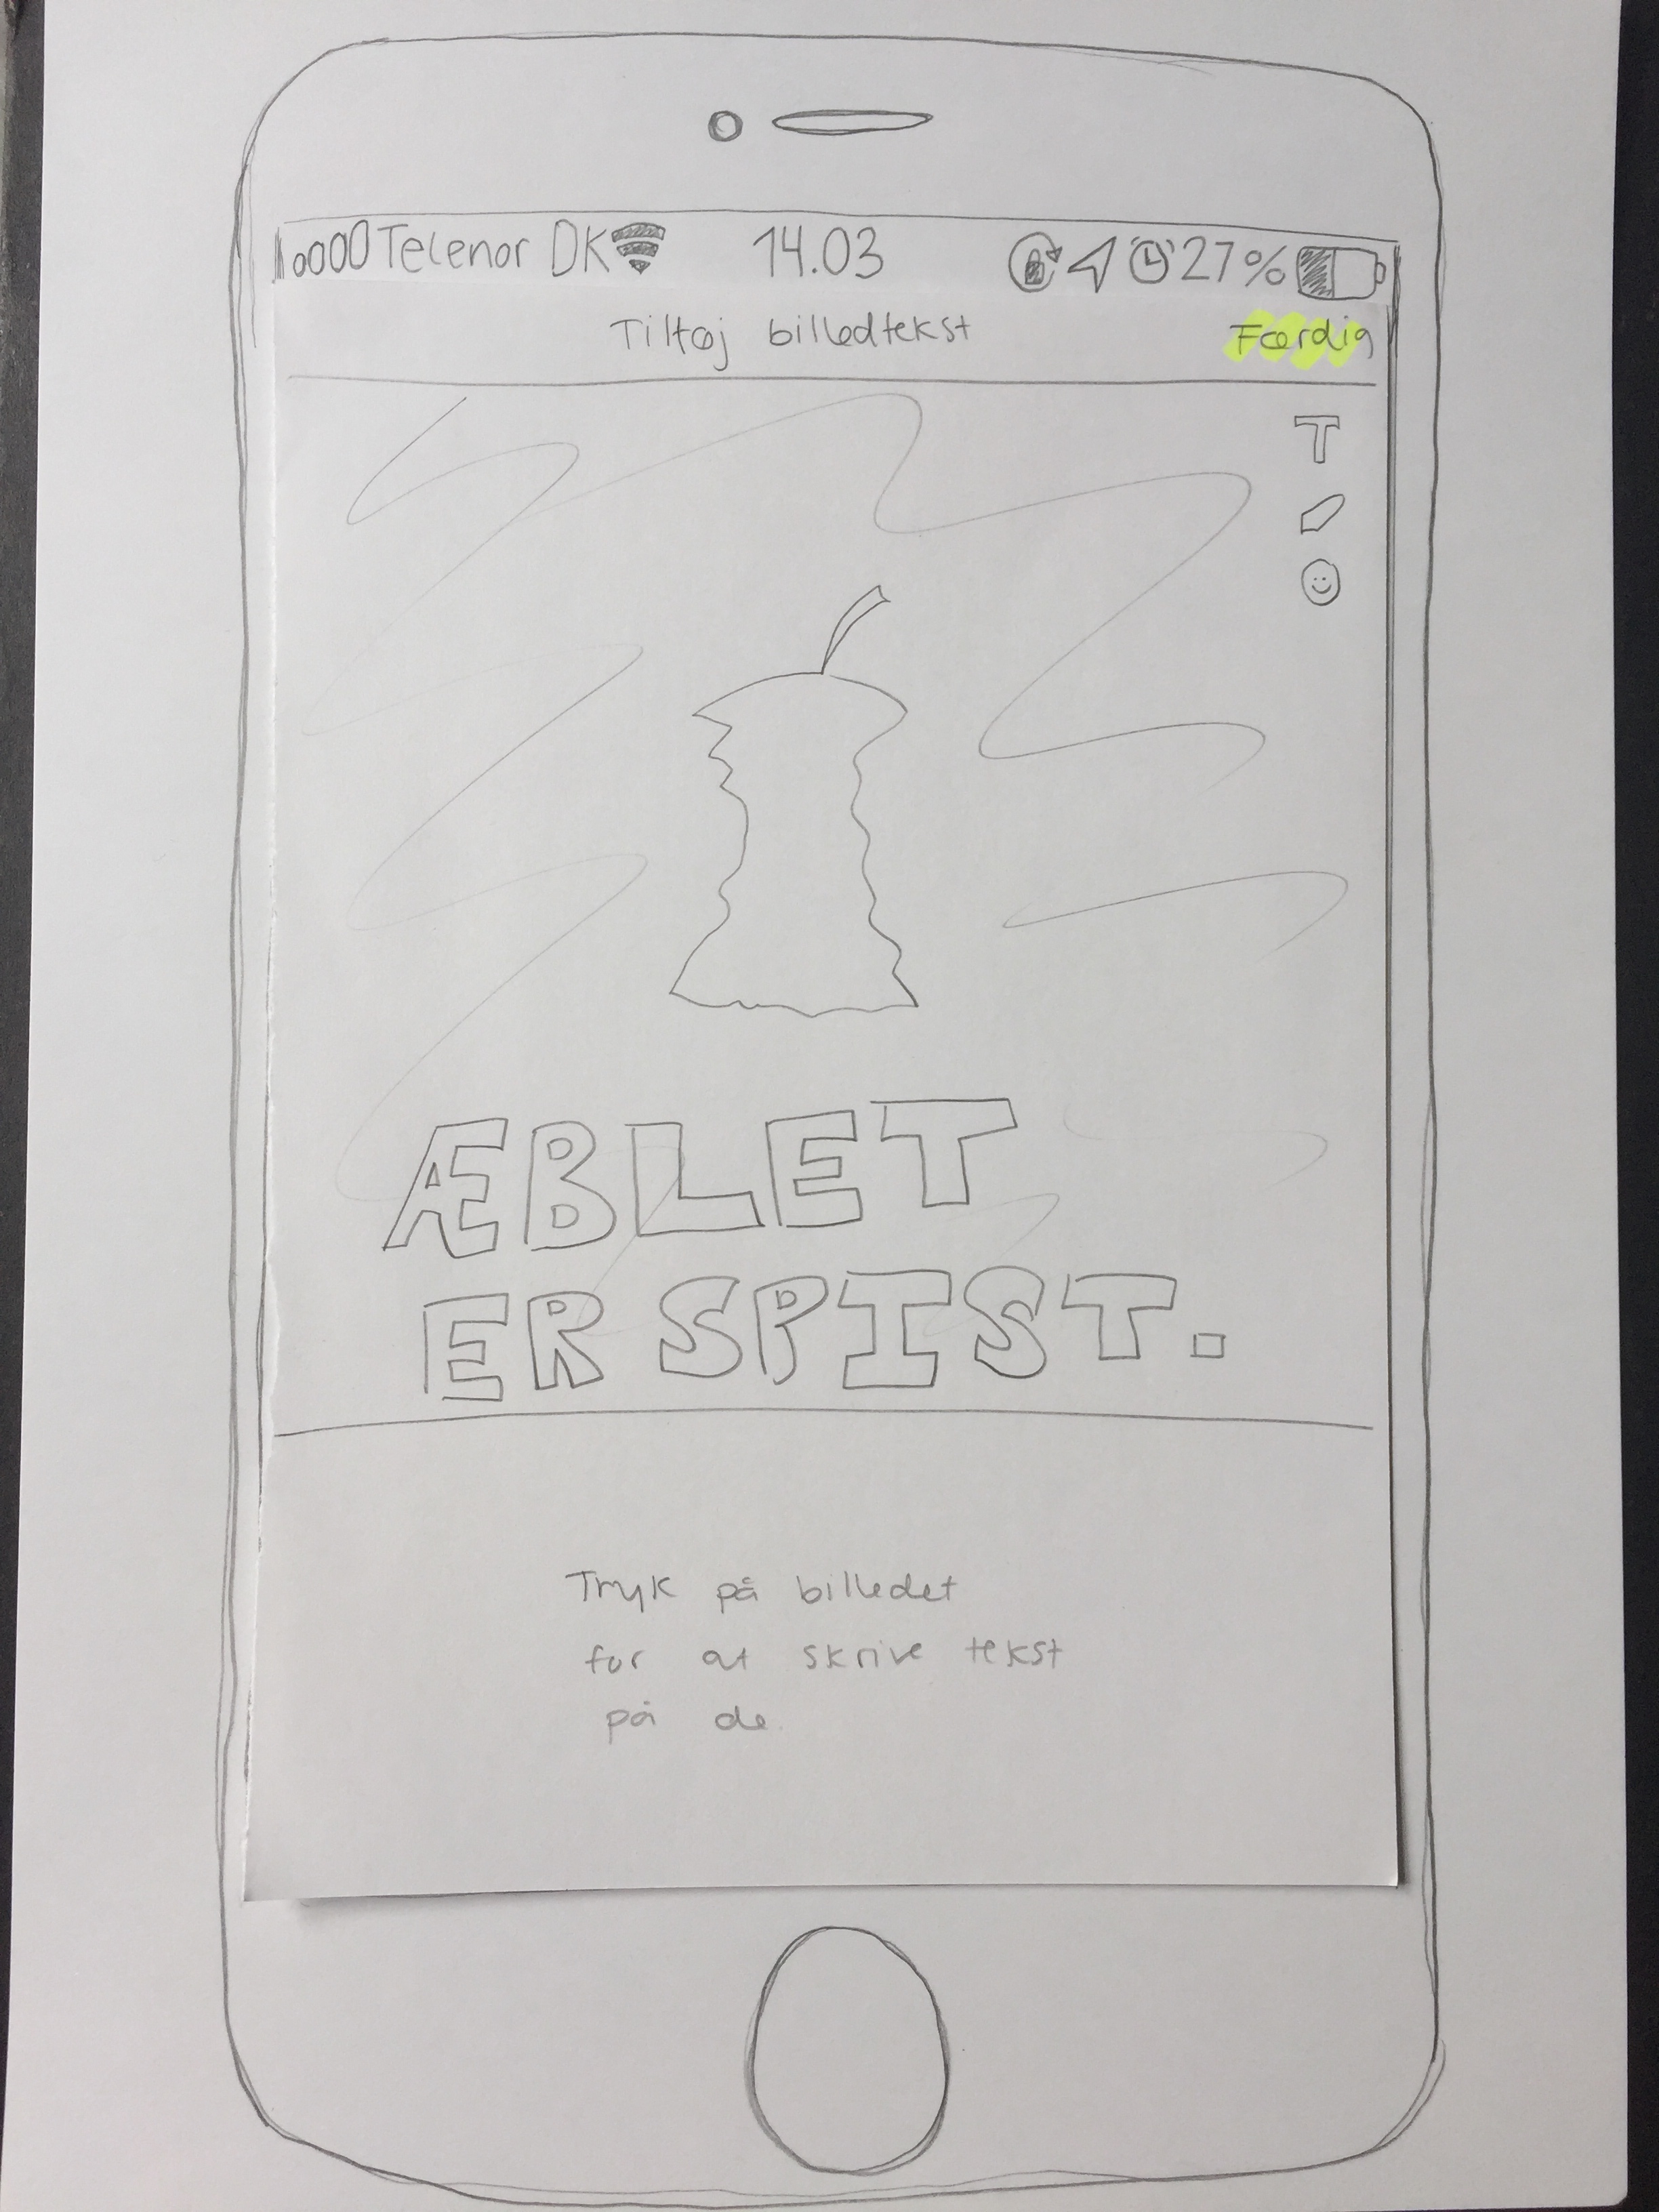 Telenor DK 14.03 27%
Tilføj billedtekst Færdig
T
ÆBLET
ER SPIST.
Tryk på billedet
for at skrive tekst
på de